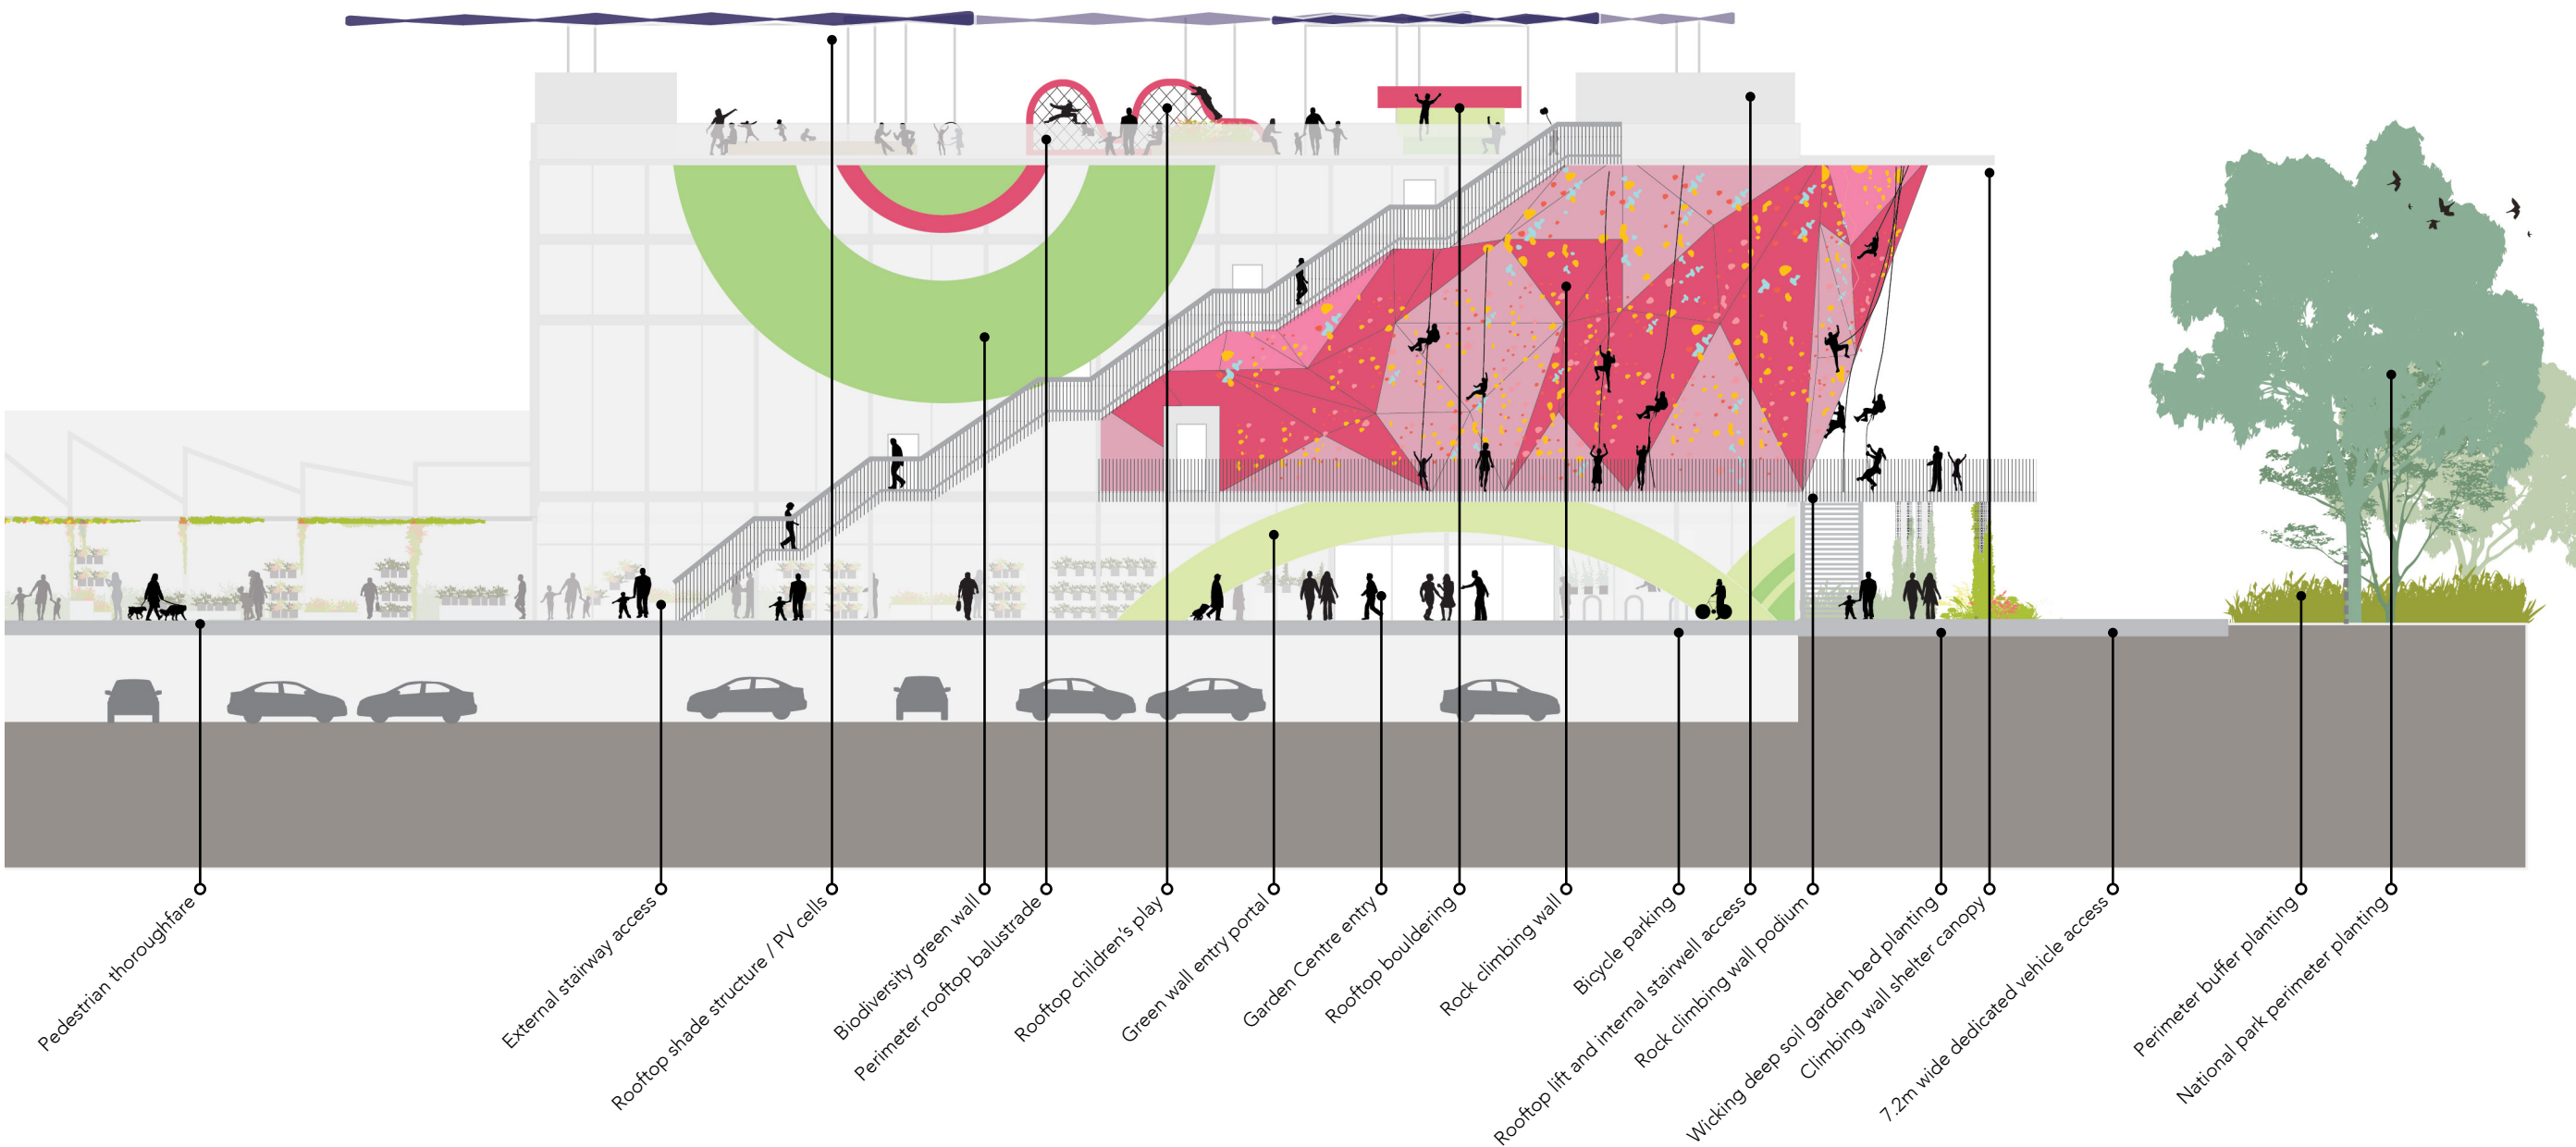 Pedestrian thoroughfare
External stairway access
Rooftop shade structure / PV cells
Biodiversity green wall
Perimeter rooftop balustrade
Rooftop children's play
Green wall entry portal
Garden Centre entry
Rooftop bouldering
Rock climbing wall
Bicycle parking
Rooftop lift and internal stairwell access
Rock climbing wall podium
Wicking deep soil garden bed planting
Climbing wall shelter canopy
7.2m wide dedicated vehicle access
Perimeter buffer planting
National park perimeter planting